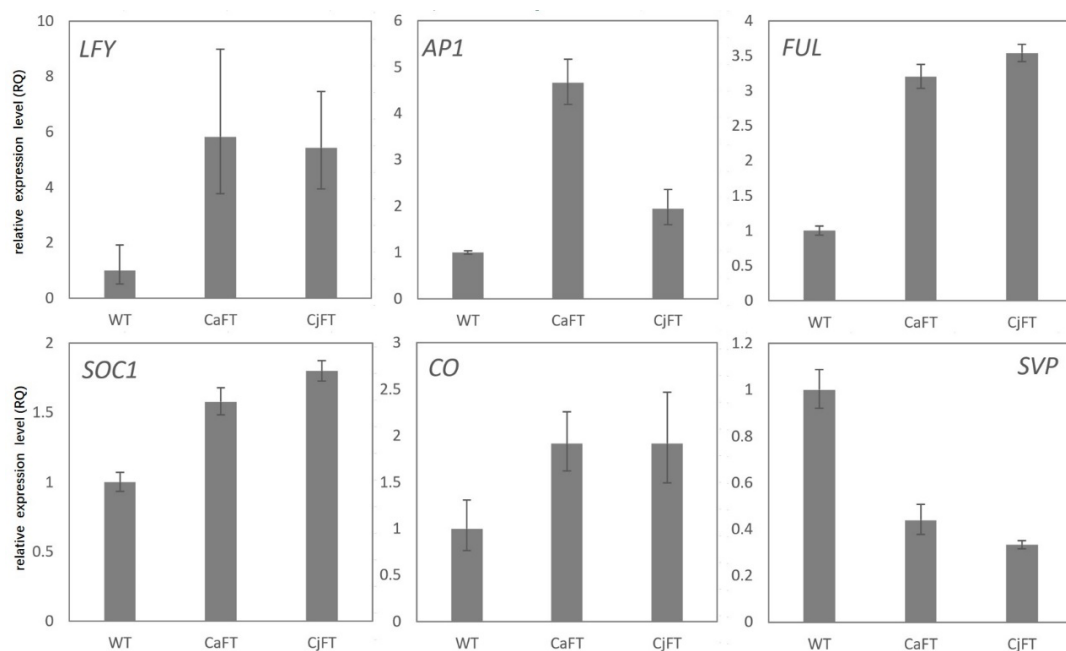 LFY
relative expression level (RQ)
10
8
6
4
2
0
WT CaFT CjFT
AP1
6
5
4
3
2
1
0
WT CaFT CjFT
FUL
4
3.5
3
2.5
2
1.5
1
0.5
0
WT CaFT CjFT
SOC1
relative expression level (RQ)
2
1.5
1
0.5
0
WT CaFT CjFT
CO
3
2.5
2
1.5
1
0.5
0
WT CaFT CjFT
SVP
1.2
1
0.8
0.6
0.4
0.2
0
WT CaFT CjFT